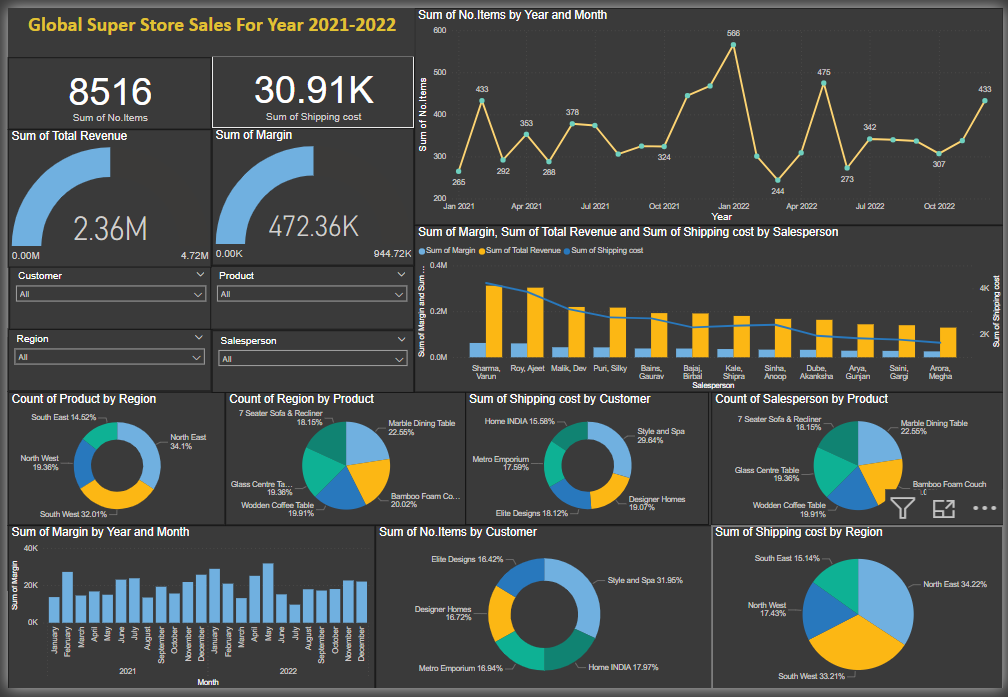 Global Super Store Sales For Year 2021-2022
8516
Sum of No.Items
30.91K
Sum of Shipping cost
Sum of Total Revenue
2.36M
0.00M
4.72M
Sum of Margin
472.36K
0.00K
944.72K
Customer
All
Product
All
Region
All
Salesperson
All
Sum of No.Items by Year and Month
Sum of No.Items
600
500
400
300
200
265
433
292
353
288
378
324
566
244
475
273
342
307
433
Jan 2021
Apr 2021
Jul 2021
Oct 2021
Jan 2022
Apr 2022
Jul 2022
Oct 2022
Year
Sum of Margin, Sum of Total Revenue and Sum of Shipping cost by Salesperson
Sum of Margin
Sum of Total Revenue
Sum of Shipping cost
Sum of Margin and Sum ...
0.4M
0.2M
0.0M
4K
2K
Sum of Shipping cost
Sharma, Varun
Roy, Ajeet
Malik, Dev
Puri, Silky
Bains, Gaurav
Bajaj, Birbal
Kale, Shipra
Sinha, Anoop
Dube, Akanksha
Arya, Gunjan
Saini, Gargi
Arora, Megha
Salesperson
Count of Product by Region
South East 14.52%
North East
34.1%
North West
19.36%
South West 32.01%
Count of Region by Product
7 Seater Sofa & Recliner
18.15%
Marble Dining Table
22.55%
Glass Centre Ta...
19.36%
Bamboo Foam Co...
20.02%
Wodden Coffee Table
19.91%
Sum of Shipping cost by Customer
Home INDIA 15.58%
Style and Spa
29.64%
Metro Emporium
17.59%
Designer Homes
19.07%
Elite Designs 18.12%
Count of Salesperson by Product
7 Seater Sofa & Recliner
18.15%
Marble Dining Table
22.55%
Glass Centre Table
19.36%
Bamboo Foam Couch
Wodden Coffee Table
19.91%
Sum of Margin by Year and Month
Sum of Margin
40K
20K
0K
January
February
March
April
May
June
July
August
September
October
November
December
January
February
March
April
May
June
July
August
September
October
November
December
2021
2022
Month
Sum of No.Items by Customer
Elite Designs 16.42%
Style and Spa 31.95%
Designer Homes
16.72%
Metro Emporium 16.94%
Home INDIA 17.97%
Sum of Shipping cost by Region
South East 15.14%
North East 34.22%
North West
17.43%
South West 33.21%